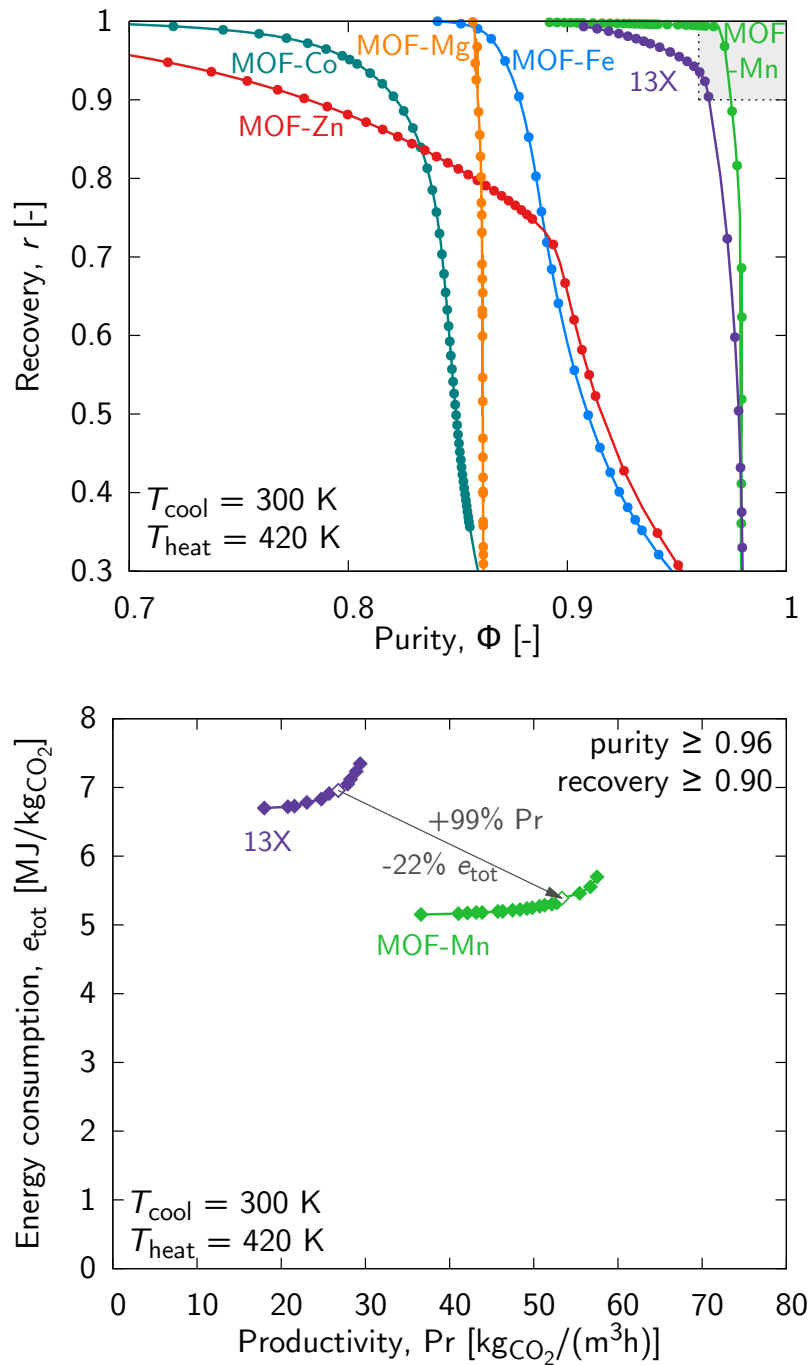 1
0.9
0.8
0.7
0.6
0.5
0.4
0.3
Recovery, r [-]
MOF-Co
MOF-Zn
MOF-Mg
MOF-Fe
13X
MOF
-Mn
T_cool = 300 K
T_heat = 420 K
0.7 0.8 0.9 1
Purity, Φ [-]
8
7
6
5
4
3
2
1
0
Energy consumption, e_tot [MJ/kg_CO₂]
purity ≥ 0.96
recovery ≥ 0.90
13X
+99% Pr
-22% e_tot
MOF-Mn
T_cool = 300 K
T_heat = 420 K
0 10 20 30 40 50 60 70 80
Productivity, Pr [kg_CO₂/(m³h)]